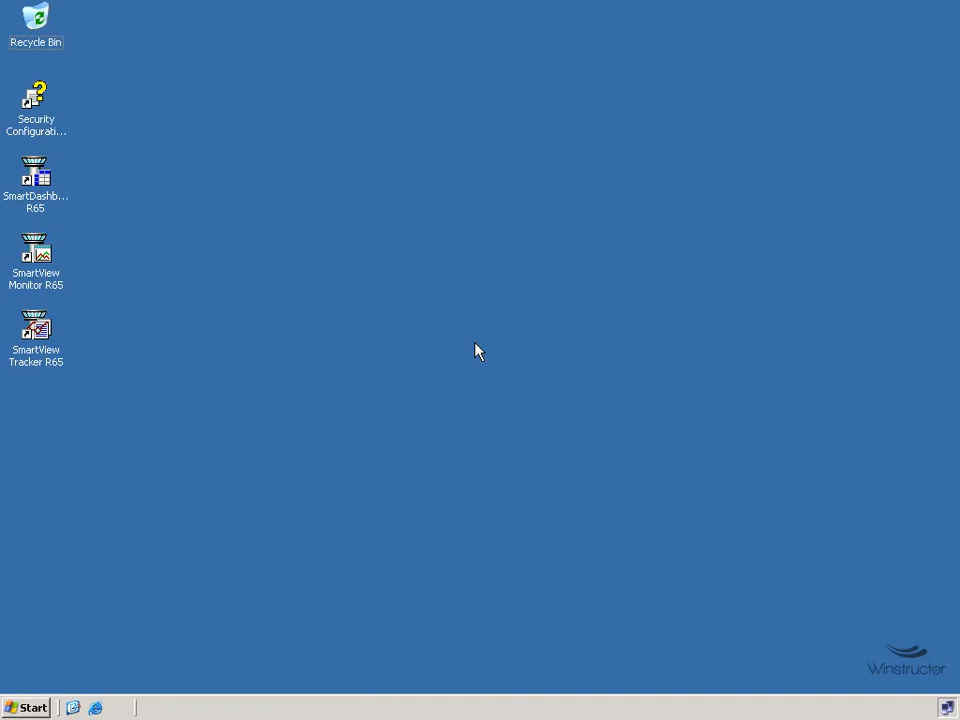 Recycle Bin
Security
Configurati...
SmartDashb...
R65
SmartView
Monitor R65
SmartView
Tracker R65
Winstructor
Start